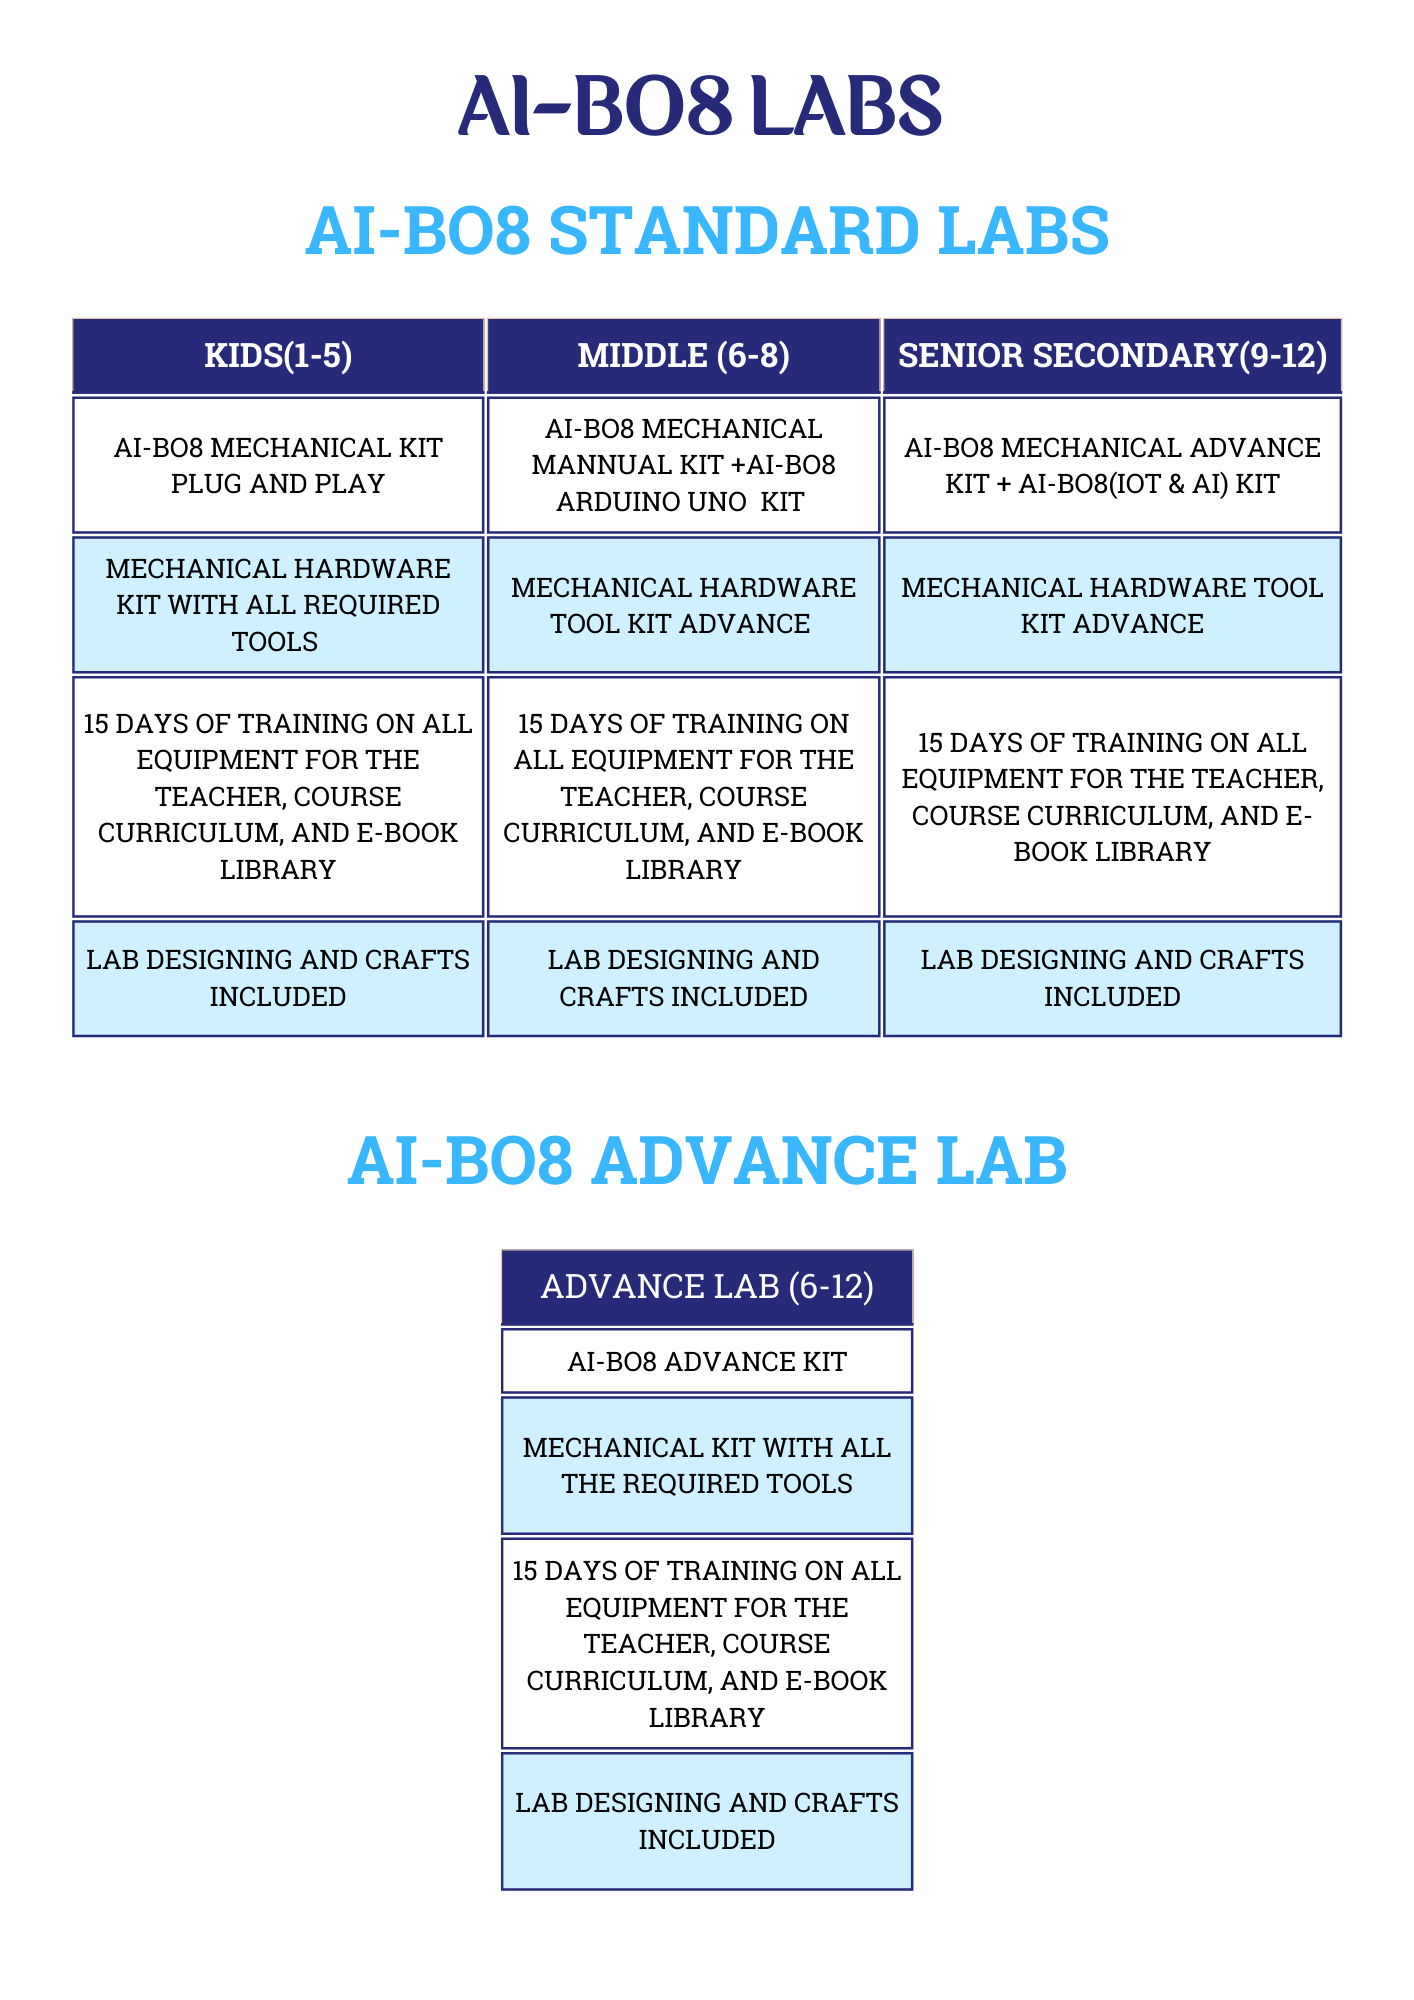 AI-BO8 LABS
AI-BO8 STANDARD LABS
KIDS(1-5)
MIDDLE (6-8)
SENIOR SECONDARY(9-12)
AI-BO8 MECHANICAL KIT
PLUG AND PLAY
AI-BO8 MECHANICAL
MANNUAL KIT +AI-BO8
ARDUINO UNO KIT
AI-BO8 MECHANICAL ADVANCE
KIT + AI-BO8(IOT & AI) KIT
MECHANICAL HARDWARE
KIT WITH ALL REQUIRED
TOOLS
MECHANICAL HARDWARE
TOOL KIT ADVANCE
MECHANICAL HARDWARE TOOL
KIT ADVANCE
15 DAYS OF TRAINING ON ALL
EQUIPMENT FOR THE
TEACHER, COURSE
CURRICULUM, AND E-BOOK
LIBRARY
15 DAYS OF TRAINING ON
ALL EQUIPMENT FOR THE
TEACHER, COURSE
CURRICULUM, AND E-BOOK
LIBRARY
15 DAYS OF TRAINING ON ALL
EQUIPMENT FOR THE TEACHER,
COURSE CURRICULUM, AND E-
BOOK LIBRARY
LAB DESIGNING AND CRAFTS
INCLUDED
LAB DESIGNING AND
CRAFTS INCLUDED
LAB DESIGNING AND CRAFTS
INCLUDED
AI-BO8 ADVANCE LAB
ADVANCE LAB (6-12)
AI-BO8 ADVANCE KIT
MECHANICAL KIT WITH ALL
THE REQUIRED TOOLS
15 DAYS OF TRAINING ON ALL
EQUIPMENT FOR THE
TEACHER, COURSE
CURRICULUM, AND E-BOOK
LIBRARY
LAB DESIGNING AND CRAFTS
INCLUDED